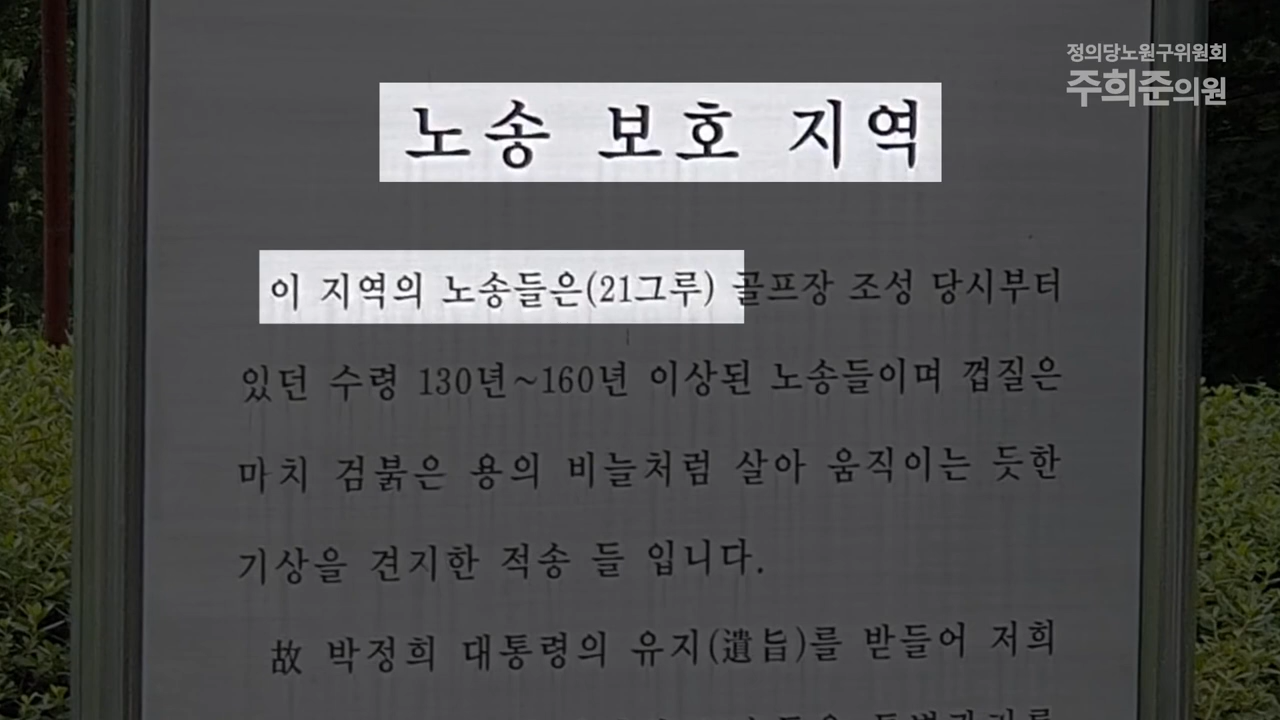 정의당노원구위원회
주희준의원
노송 보호 지역
이 지역의 노송들은(21그루) 골프장 조성 당시부터
있던 수령 130년~160년 이상된 노송들이며 껍질은
마치 검붉은 용의 비늘처럼 살아 움직이는 듯한
기상을 견지한 적송 들 입니다.
故 박정희 대통령의 유지(遺旨)를 받들어 저희